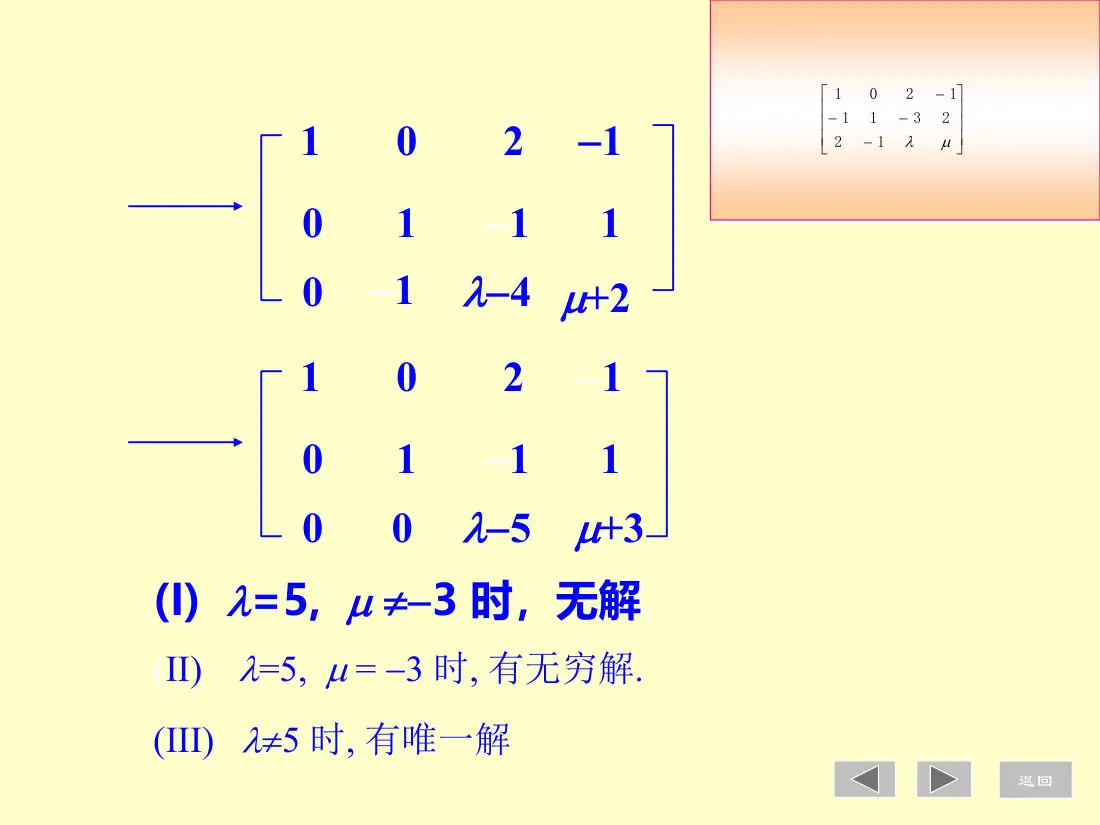 1 0 2 −1
−1 1 −3 2
2 −1 λ μ
1 0 2 −1
0 1 −1 1
0 −1 λ−4 μ+2
1 0 2 −1
0 1 −1 1
0 0 λ−5 μ+3
(I) λ=5, μ ≠−3 时，无解.
(II) λ=5, μ = −3 时, 有无穷解.
(III) λ≠5 时, 有唯一解
返回